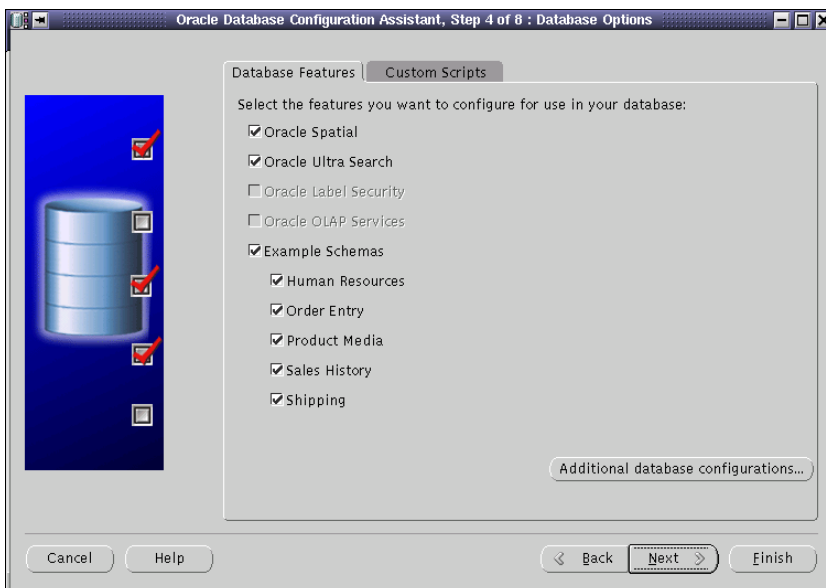 Oracle Database Configuration Assistant, Step 4 of 8 : Database Options
Database Features
Custom Scripts
Select the features you want to configure for use in your database:
Oracle Spatial
Oracle Ultra Search
Oracle Label Security
Oracle OLAP Services
Example Schemas
Human Resources
Order Entry
Product Media
Sales History
Shipping
Additional database configurations...
Cancel
Help
Back
Next
Finish